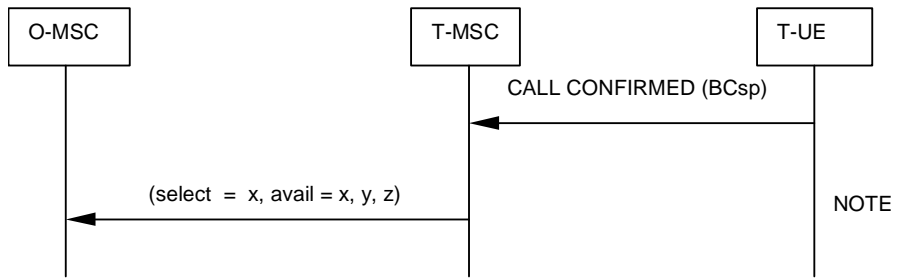 O-MSC
T-MSC
T-UE
CALL CONFIRMED (BCsp)
(select = x, avail = x, y, z)
NOTE